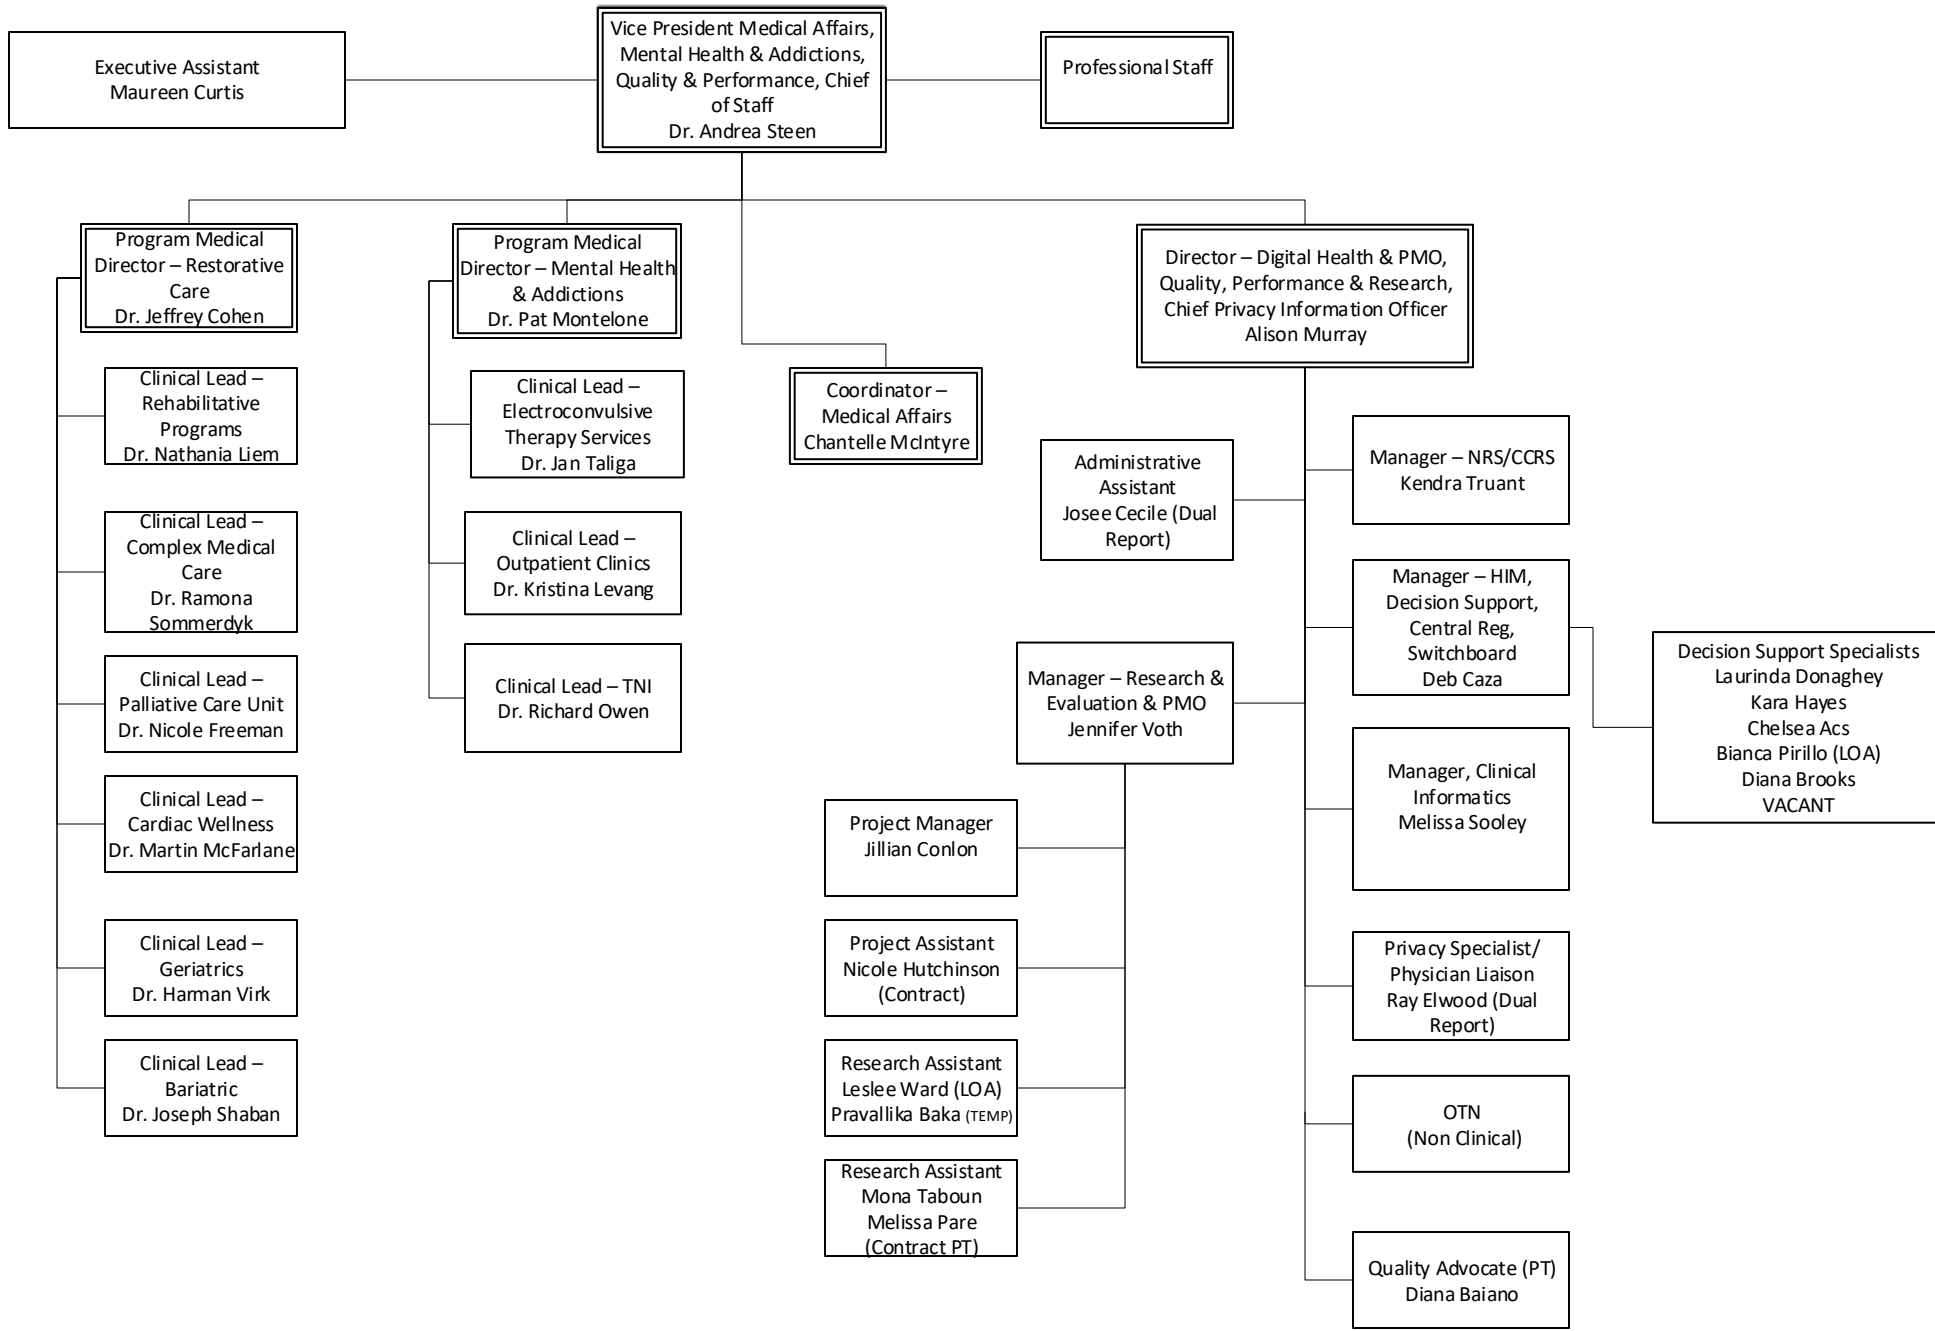 Executive Assistant
Maureen Curtis
Vice President Medical Affairs,
Mental Health & Addictions,
Quality & Performance, Chief
of Staff
Dr. Andrea Steen
Professional Staff
Program Medical
Director – Restorative
Care
Dr. Jeffrey Cohen
Clinical Lead –
Rehabilitative
Programs
Dr. Nathania Liem
Clinical Lead –
Complex Medical
Care
Dr. Ramona
Sommerdyk
Clinical Lead –
Palliative Care Unit
Dr. Nicole Freeman
Clinical Lead –
Cardiac Wellness
Dr. Martin McFarlane
Clinical Lead –
Geriatrics
Dr. Harman Virk
Clinical Lead –
Bariatric
Dr. Joseph Shaban
Program Medical
Director – Mental Health
& Addictions
Dr. Pat Montelone
Clinical Lead –
Electroconvulsive
Therapy Services
Dr. Jan Taliga
Clinical Lead –
Outpatient Clinics
Dr. Kristina Levang
Clinical Lead – TNI
Dr. Richard Owen
Coordinator –
Medical Affairs
Chantelle McIntyre
Director – Digital Health & PMO,
Quality, Performance & Research,
Chief Privacy Information Officer
Alison Murray
Administrative
Assistant
Josee Cecile (Dual
Report)
Manager – Research &
Evaluation & PMO
Jennifer Voth
Project Manager
Jillian Conlon
Project Assistant
Nicole Hutchinson
(Contract)
Research Assistant
Leslee Ward (LOA)
Pravallika Baka (TEMP)
Research Assistant
Mona Taboun
Melissa Pare
(Contract PT)
Manager – NRS/CCRS
Kendra Truant
Manager – HIM,
Decision Support,
Central Reg,
Switchboard
Deb Caza
Decision Support Specialists
Laurinda Donaghey
Kara Hayes
Chelsea Acs
Bianca Pirillo (LOA)
Diana Brooks
VACANT
Manager, Clinical
Informatics
Melissa Sooley
Privacy Specialist/
Physician Liaison
Ray Elwood (Dual
Report)
OTN
(Non Clinical)
Quality Advocate (PT)
Diana Baiano